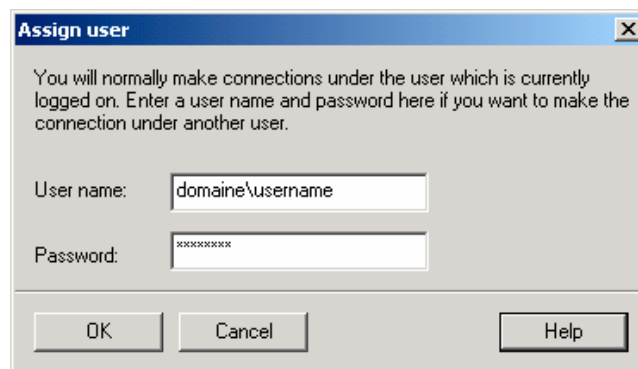 Assign user
You will normally make connections under the user which is currently
logged on. Enter a user name and password here if you want to make the
connection under another user.
User name:
domaine\username
Password:
********
OK
Cancel
Help